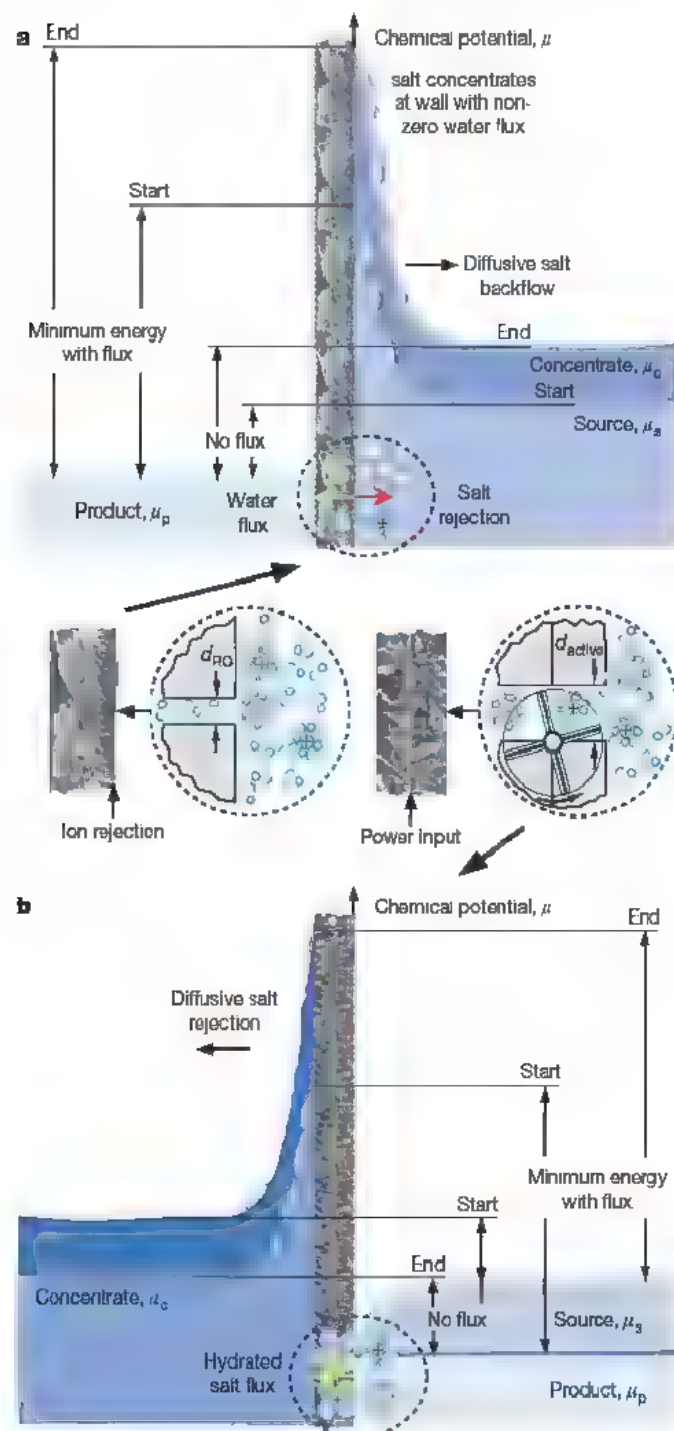 a
End
Chemical potential, μ
salt concentrates
at wall with non-
zero water flux
Start
Diffusive salt
backflow
Minimum energy
with flux
End
Concentrate, μc
Start
No flux
Source, μs
Product, μp
Water
flux
Salt
rejection
dRO
dactive
Ion rejection
Power input
b
Chemical potential, μ
End
Diffusive salt
rejection
Start
Minimum energy
with flux
Start
End
Concentrate, μc
No flux
Source, μs
Hydrated
salt flux
Product, μp